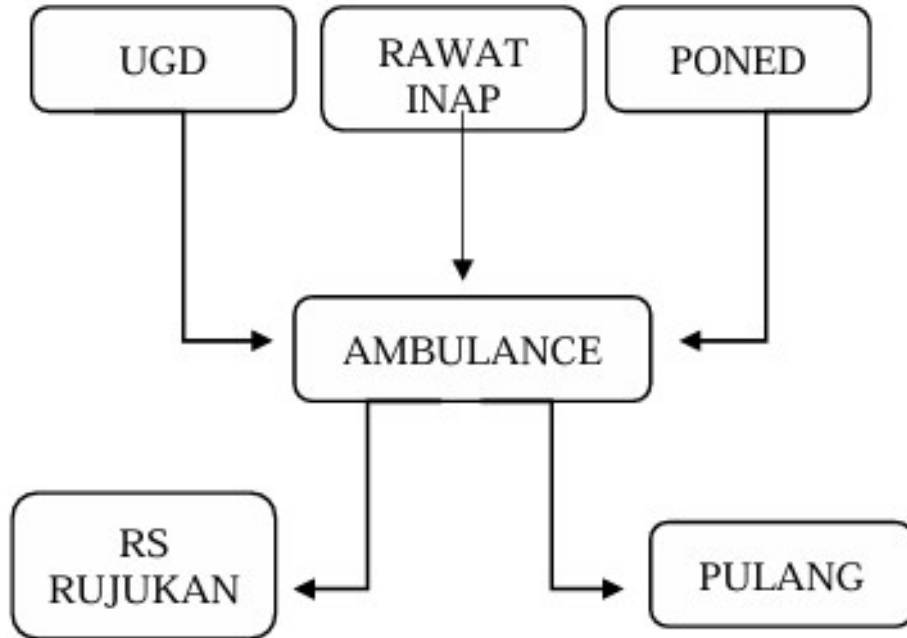 UGD
RAWAT
INAP
PONED
AMBULANCE
RS
RUJUKAN
PULANG